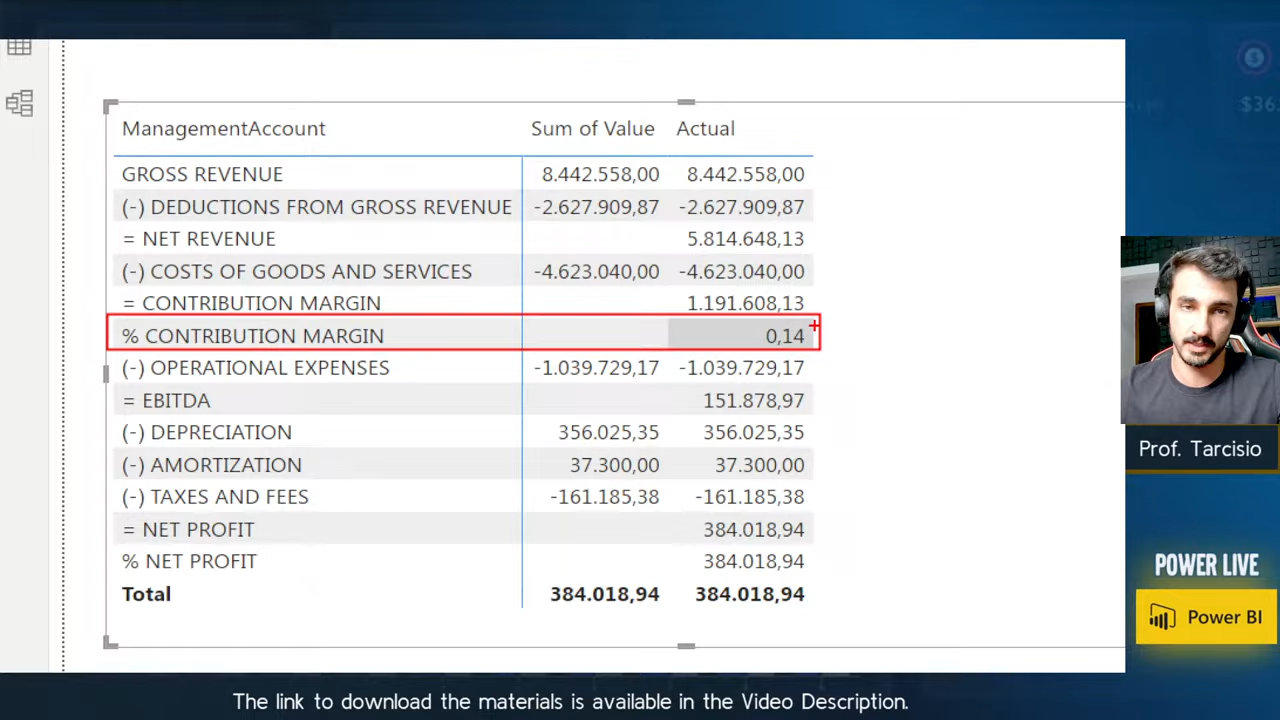 $36
ManagementAccount Sum of Value Actual
GROSS REVENUE 8.442.558,00 8.442.558,00
(-) DEDUCTIONS FROM GROSS REVENUE -2.627.909,87 -2.627.909,87
= NET REVENUE 5.814.648,13
(-) COSTS OF GOODS AND SERVICES -4.623.040,00 -4.623.040,00
= CONTRIBUTION MARGIN 1.191.608,13
% CONTRIBUTION MARGIN 0,14
(-) OPERATIONAL EXPENSES -1.039.729,17 -1.039.729,17
= EBITDA 151.878,97
(-) DEPRECIATION 356.025,35 356.025,35
(-) AMORTIZATION 37.300,00 37.300,00
(-) TAXES AND FEES -161.185,38 -161.185,38
= NET PROFIT 384.018,94
% NET PROFIT 384.018,94
Total 384.018,94 384.018,94
Prof. Tarcisio
POWER LIVE
Power BI
The link to download the materials is available in the Video Description.